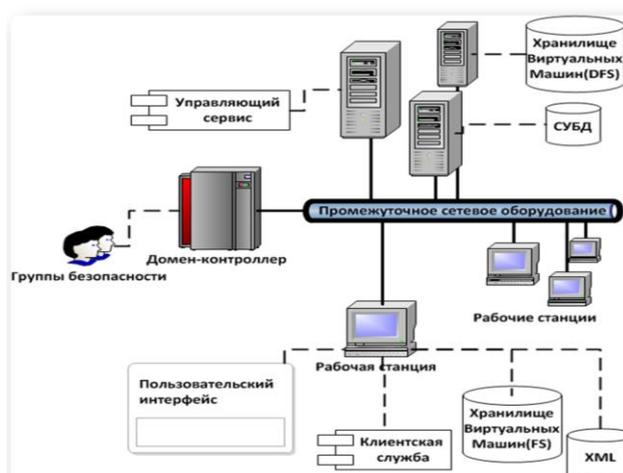 Хранилище
Виртуальных
Машин(DFS)
Управляющий
сервис
СУБД
Промежуточное сетевое оборудование
Домен-контроллер
Группы безопасности
Рабочие станции
Рабочая станция
Пользовательский
интерфейс
Хранилище
Виртуальных
Машин(FS)
Клиентская
служба
XML